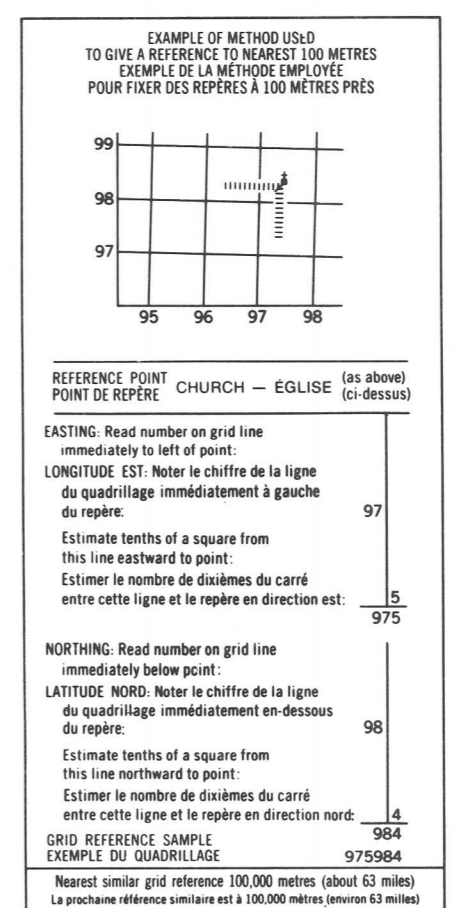 EXAMPLE OF METHOD USED
TO GIVE A REFERENCE TO NEAREST 100 METRES
EXEMPLE DE LA MÉTHODE EMPLOYÉE
POUR FIXER DES REPÈRES À 100 MÈTRES PRÈS
99
98
97
95 96 97 98
REFERENCE POINT
POINT DE REPÈRE
CHURCH — ÉGLISE
(as above)
(ci-dessus)
EASTING: Read number on grid line
immediately to left of point:
LONGITUDE EST: Noter le chiffre de la ligne
du quadrillage immédiatement à gauche
du repère: 97
Estimate tenths of a square from
this line eastward to point:
Estimer le nombre de dixièmes du carré
entre cette ligne et le repère en direction est: 5
975
NORTHING: Read number on grid line
immediately below point:
LATITUDE NORD: Noter le chiffre de la ligne
du quadrillage immédiatement en-dessous
du repère: 98
Estimate tenths of a square from
this line northward to point:
Estimer le nombre de dixièmes du carré
entre cette ligne et le repère en direction nord: 4
984
GRID REFERENCE SAMPLE
EXEMPLE DU QUADRILLAGE 975984
Nearest similar grid reference 100,000 metres (about 63 miles)
La prochaine référence similaire est à 100,000 mètres (environ 63 milles)